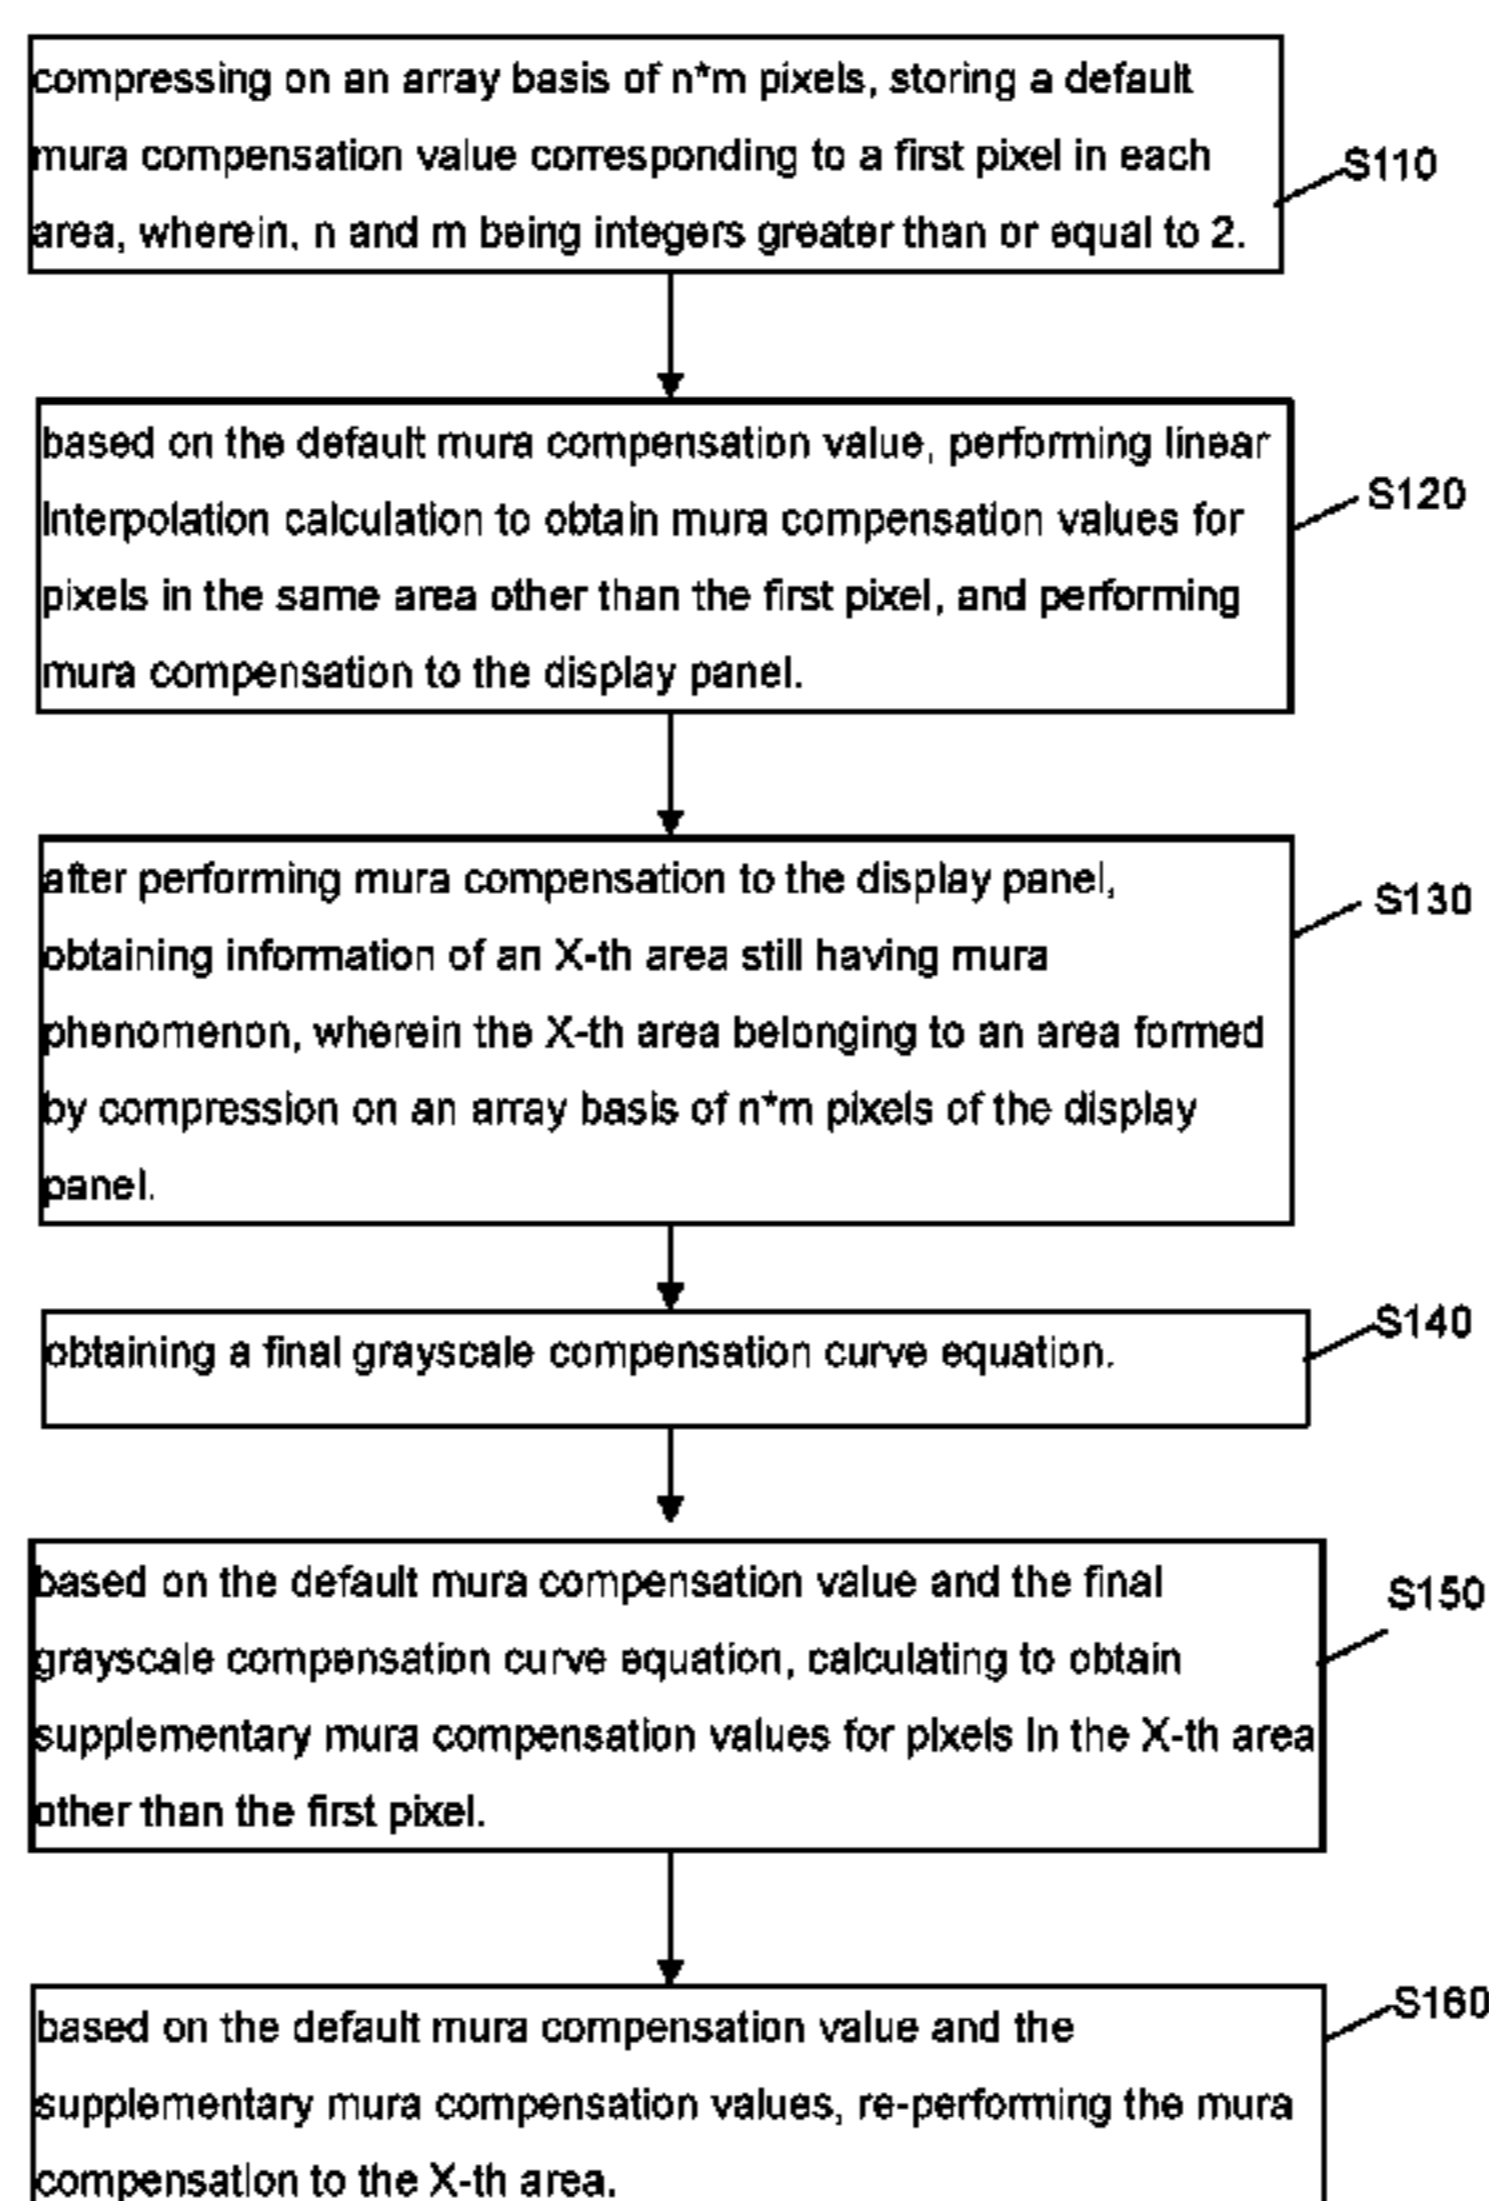 compressing on an array basis of n*m pixels, storing a default
mura compensation value corresponding to a first pixel in each
area, wherein, n and m being integers greater than or equal to 2.
S110
based on the default mura compensation value, performing linear
Interpolation calculation to obtain mura compensation values for
pixels in the same area other than the first pixel, and performing
mura compensation to the display panel.
S120
after performing mura compensation to the display panel,
obtaining information of an X-th area still having mura
phenomenon, wherein the X-th area belonging to an area formed
by compression on an array basis of n*m pixels of the display
panel.
S130
obtaining a final grayscale compensation curve equation.
S140
based on the default mura compensation value and the final
grayscale compensation curve equation, calculating to obtain
supplementary mura compensation values for pixels In the X-th area
other than the first pixel.
S150
based on the default mura compensation value and the
supplementary mura compensation values, re-performing the mura
compensation to the X-th area.
S160